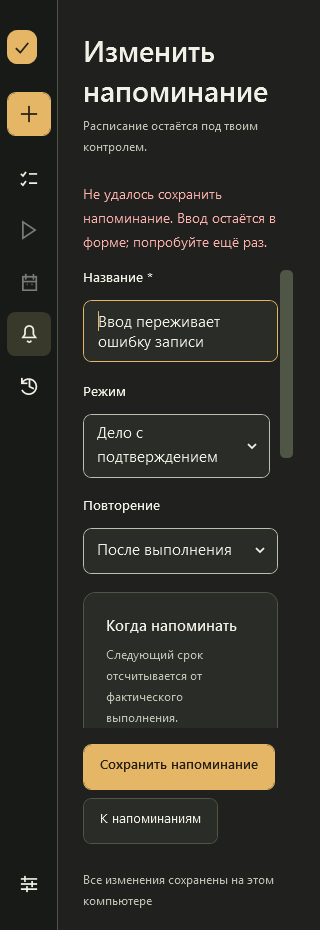 Изменить
напоминание
Расписание остаётся под твоим
контролем.
Не удалось сохранить
напоминание. Ввод остаётся в
форме; попробуйте ещё раз.
Название *
Ввод переживает
ошибку записи
Режим
Дело с
подтверждением
Повторение
После выполнения
Когда напоминать
Следующий срок
отсчитывается от
фактического
выполнения.
Сохранить напоминание
К напоминаниям
Все изменения сохранены на этом
компьютере